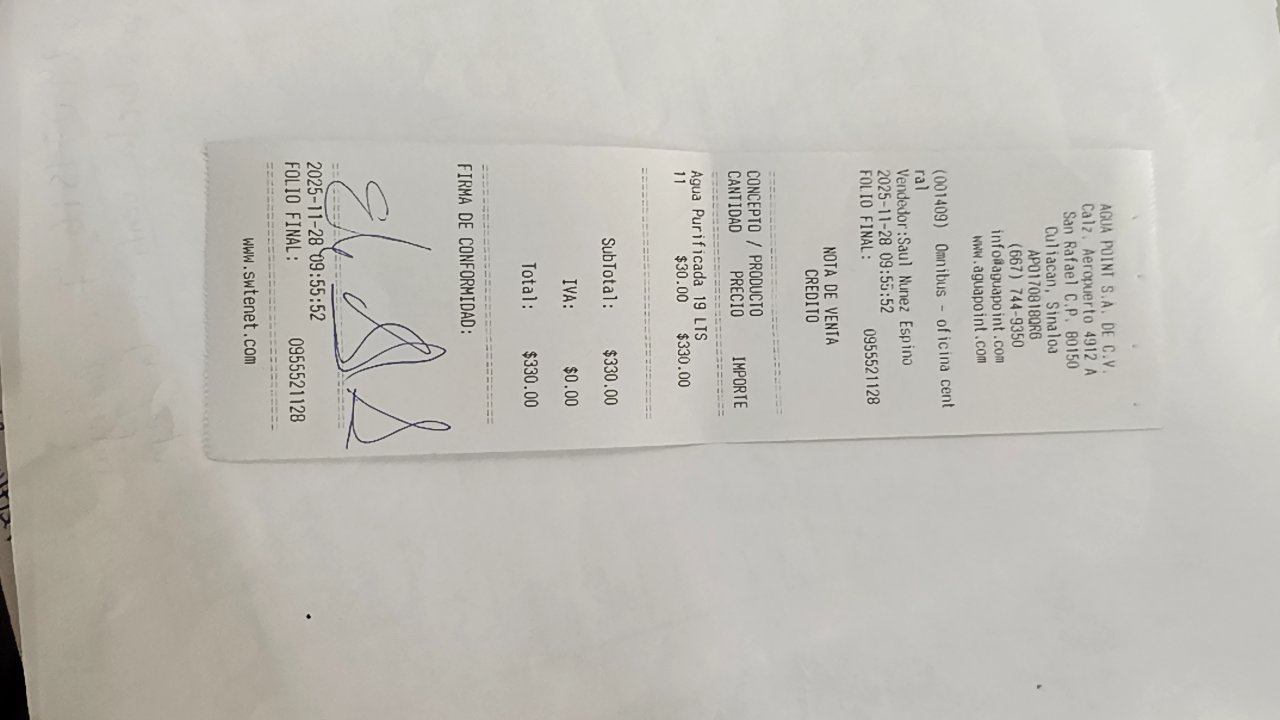 AGUA POINT S.A. DE C.V.
Calz. Aeropuerto 4912 A
San Rafael C.P. 80150
Culiacan, Sinaloa
APO170818QR6
(667) 744-9350
info@aguapoint.com
www.aguapoint.com
(001409) Omnibus - oficina cent
ral
Vendedor:Saul Nunez Espino
2025-11-28 09:55:52
FOLIO FINAL: 0955521128
NOTA DE VENTA
CREDITO
CONCEPTO / PRODUCTO
CANTIDAD PRECIO IMPORTE
Agua Purificada 19 LTS
11 $30.00 $330.00
SubTotal: $330.00
IVA: $0.00
Total: $330.00
FIRMA DE CONFORMIDAD:
2025-11-28 09:55:52
FOLIO FINAL: 0955521128
www.swtenet.com